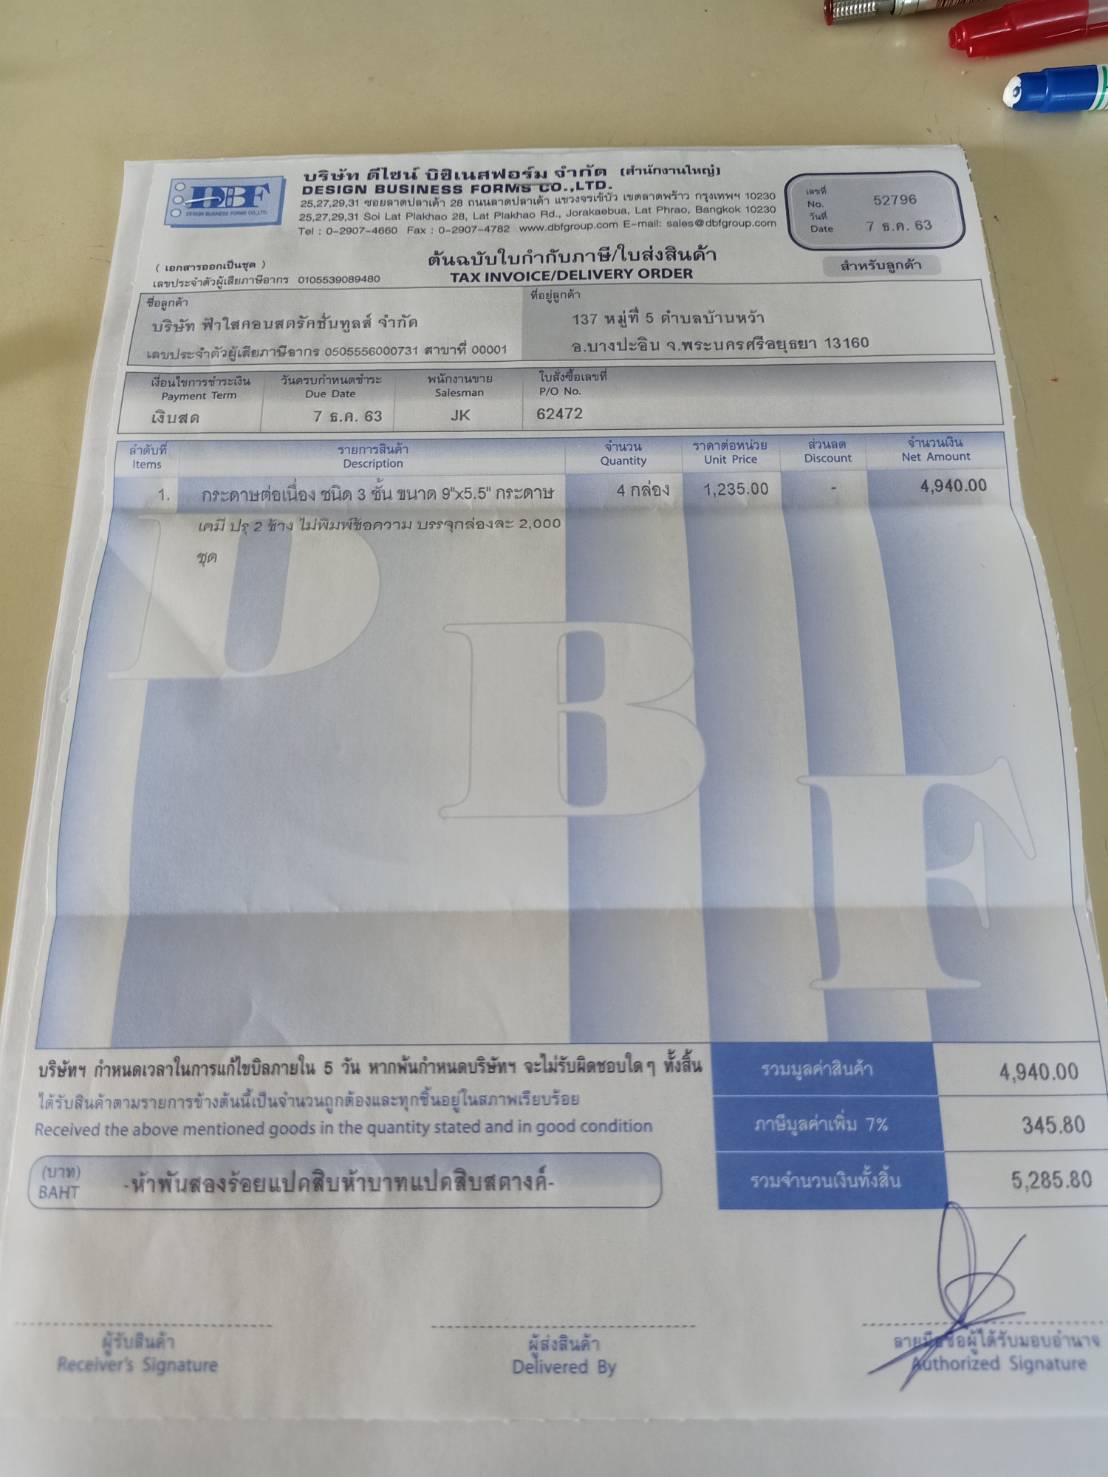 DBF
DESIGN BUSINESS FORMS CO.,LTD.
บริษัท ดีไซน์ บิซิเนสฟอร์ม จำกัด (สำนักงานใหญ่)
DESIGN BUSINESS FORMS CO.,LTD.
25,27,29,31 ซอยลาดปลาเค้า 28 ถนนลาดปลาเค้า แขวงจรเข้บัว เขตลาดพร้าว กรุงเทพฯ 10230
25,27,29,31 Soi Lat Plakhao 28, Lat Plakhao Rd., Jorakaebua, Lat Phrao, Bangkok 10230
Tel : 0-2907-4660 Fax : 0-2907-4782 www.dbfgroup.com E-mail: sales@dbfgroup.com
เลขที่
No. 52796
วันที่
Date 7 ธ.ค. 63
ต้นฉบับใบกำกับภาษี/ใบส่งสินค้า
TAX INVOICE/DELIVERY ORDER
สำหรับลูกค้า
( เอกสารออกเป็นชุด )
เลขประจำตัวผู้เสียภาษีอากร 0105539089480
ชื่อลูกค้า
บริษัท ฟ้าใสคอนสตรัคชั่นทูลส์ จำกัด
เลขประจำตัวผู้เสียภาษีอากร 0505556000731 สาขาที่ 00001
ที่อยู่ลูกค้า
137 หมู่ที่ 5 ตำบลบ้านหว้า
อ.บางปะอิน จ.พระนครศรีอยุธยา 13160
เงื่อนไขการชำระเงิน วันครบกำหนดชำระ พนักงานขาย ใบสั่งซื้อเลขที่
Payment Term Due Date Salesman P/O No.
เงินสด 7 ธ.ค. 63 JK 62472
ลำดับที่ รายการสินค้า จำนวน ราคาต่อหน่วย ส่วนลด จำนวนเงิน
Items Description Quantity Unit Price Discount Net Amount
1. กระดาษต่อเนื่อง ชนิด 3 ชั้น ขนาด 9"x5.5" กระดาษ 4 กล่อง 1,235.00 - 4,940.00
เคมี ปรุ 2 ข้าง ไม่พิมพ์ข้อความ บรรจุกล่องละ 2,000
ชุด
DBF
บริษัทฯ กำหนดเวลาในการแก้ไขบิลภายใน 5 วัน หากพ้นกำหนดบริษัทฯ จะไม่รับผิดชอบใดๆ ทั้งสิ้น
รวมมูลค่าสินค้า 4,940.00
ได้รับสินค้าตามรายการข้างต้นนี้เป็นจำนวนถูกต้องและทุกชิ้นอยู่ในสภาพเรียบร้อย
Received the above mentioned goods in the quantity stated and in good condition
ภาษีมูลค่าเพิ่ม 7% 345.80
(บาท)
BAHT -ห้าพันสองร้อยแปดสิบห้าบาทแปดสิบสตางค์-
รวมจำนวนเงินทั้งสิ้น 5,285.80
ผู้รับสินค้า ผู้ส่งสินค้า ลายมือชื่อผู้ได้รับมอบอำนาจ
Receiver's Signature Delivered By Authorized Signature